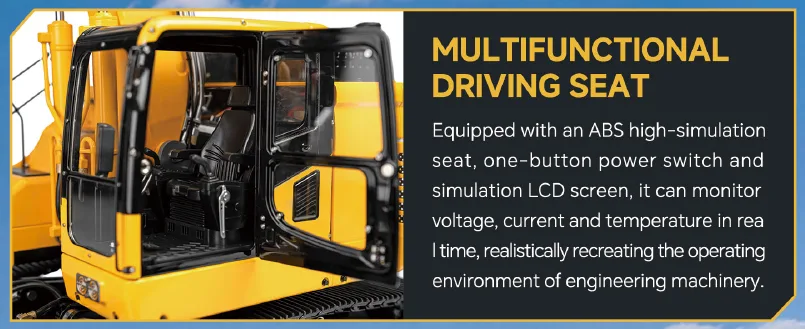 MULTIFUNCTIONAL
DRIVING SEAT
Equipped with an ABS high-simulation
seat, one-button power switch and
simulation LCD screen, it can monitor
voltage, current and temperature in rea
l time, realistically recreating the operating
environment of engineering machinery.